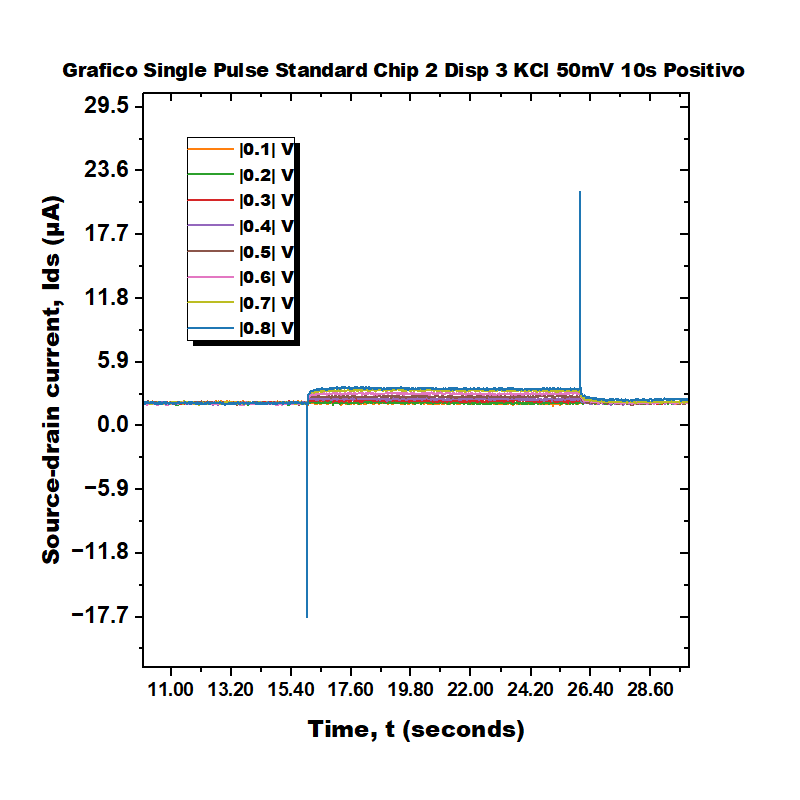 Grafico Single Pulse Standard Chip 2 Disp 3 KCl 50mV 10s Positivo
29.5
23.6
17.7
11.8
5.9
0.0
−5.9
−11.8
−17.7
Source-drain current, Ids (µA)
|0.1| V
|0.2| V
|0.3| V
|0.4| V
|0.5| V
|0.6| V
|0.7| V
|0.8| V
11.00 13.20 15.40 17.60 19.80 22.00 24.20 26.40 28.60
Time, t (seconds)